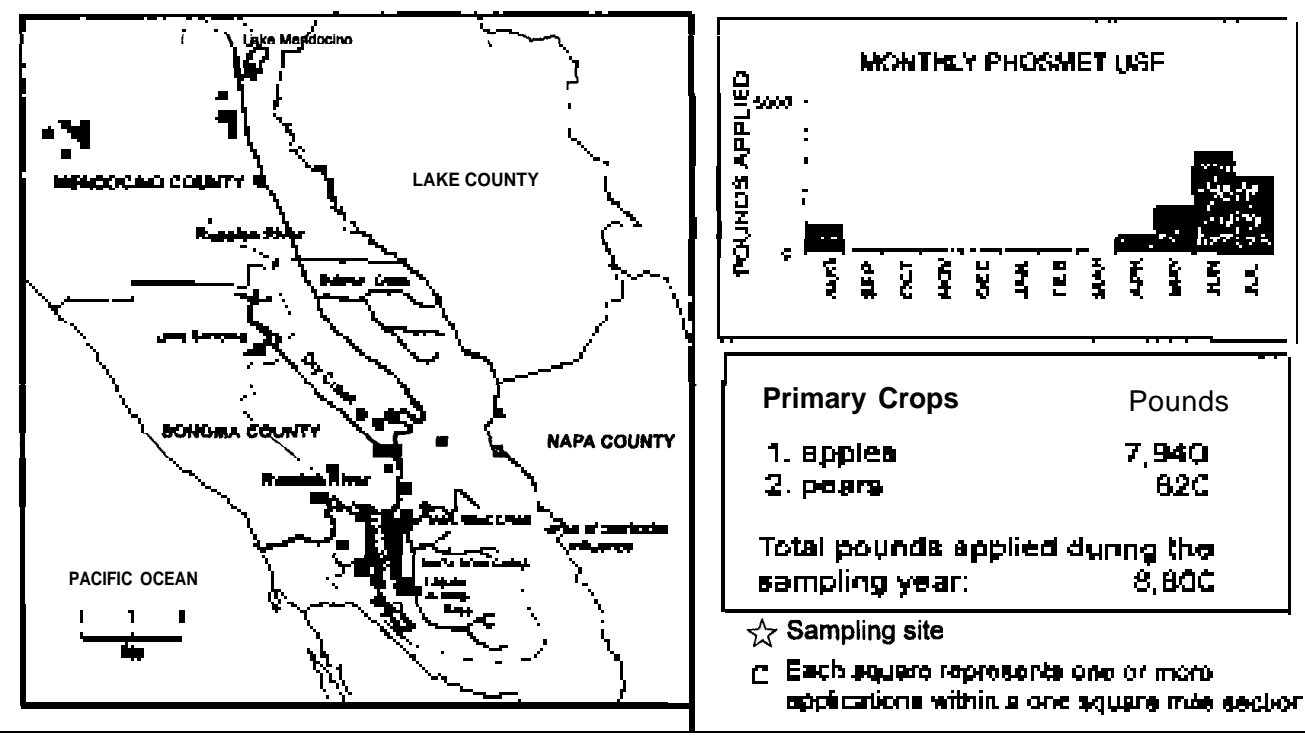 Lake Mendocino
MENDOCINO COUNTY
LAKE COUNTY
Russian River
Dry Creek
SONOMA COUNTY
NAPA COUNTY
Russian River
PACIFIC OCEAN
MONTHLY PHOSMET USE
POUNDS APPLIED
5000
0
AUG
SEP
OCT
NOV
DEC
JAN
FEB
MAR
APR
MAY
JUN
JUL
Primary Crops Pounds
1. apples 7,940
2. pears 820
Total pounds applied during the
sampling year: 8,800
☆ Sampling site
Each square represents one or more
applications within a one square mile section